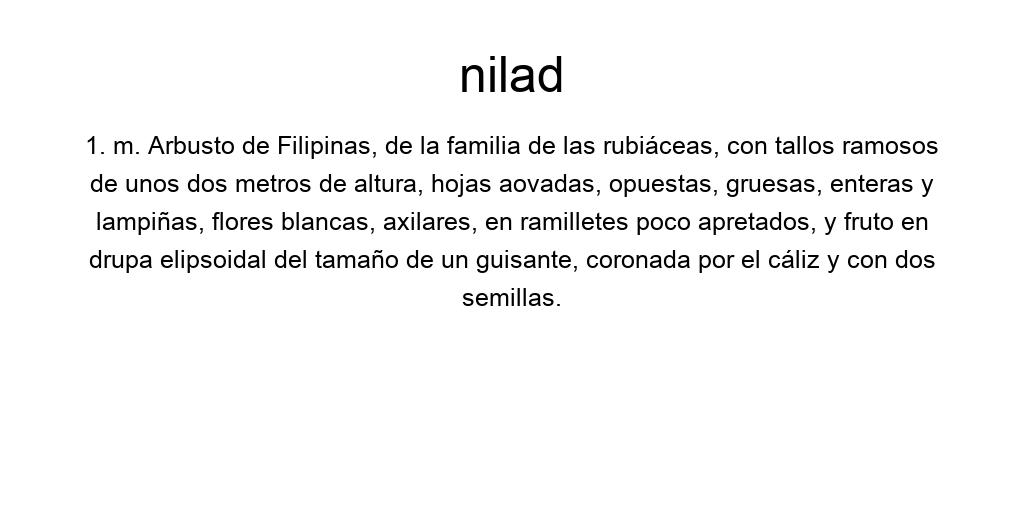 nilad
1. m. Arbusto de Filipinas, de la familia de las rubiáceas, con tallos ramosos
de unos dos metros de altura, hojas aovadas, opuestas, gruesas, enteras y
lampiñas, flores blancas, axilares, en ramilletes poco apretados, y fruto en
drupa elipsoidal del tamaño de un guisante, coronada por el cáliz y con dos
semillas.